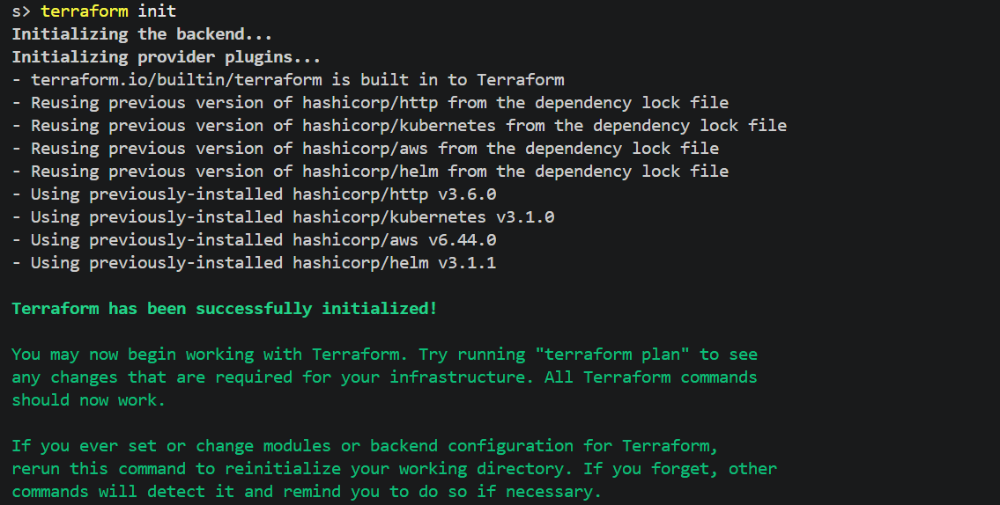 s> terraform init
Initializing the backend...
Initializing provider plugins...
- terraform.io/builtin/terraform is built in to Terraform
- Reusing previous version of hashicorp/http from the dependency lock file
- Reusing previous version of hashicorp/kubernetes from the dependency lock file
- Reusing previous version of hashicorp/aws from the dependency lock file
- Reusing previous version of hashicorp/helm from the dependency lock file
- Using previously-installed hashicorp/http v3.6.0
- Using previously-installed hashicorp/kubernetes v3.1.0
- Using previously-installed hashicorp/aws v6.44.0
- Using previously-installed hashicorp/helm v3.1.1
Terraform has been successfully initialized!
You may now begin working with Terraform. Try running "terraform plan" to see
any changes that are required for your infrastructure. All Terraform commands
should now work.
If you ever set or change modules or backend configuration for Terraform,
rerun this command to reinitialize your working directory. If you forget, other
commands will detect it and remind you to do so if necessary.